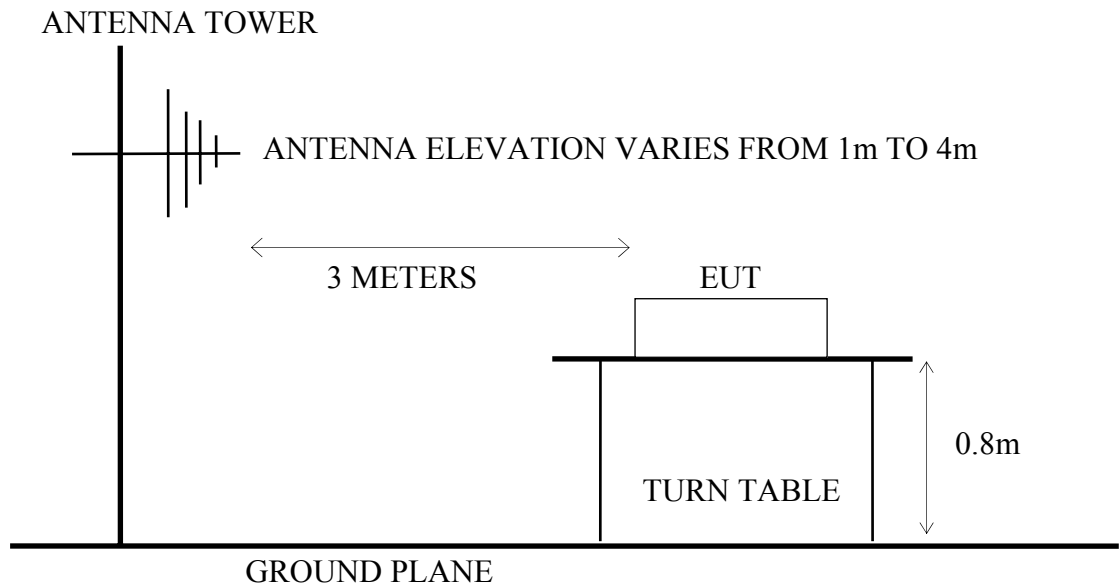 ANTENNA TOWER
ANTENNA ELEVATION VARIES FROM 1m TO 4m
3 METERS
EUT
0.8m
TURN TABLE
GROUND PLANE